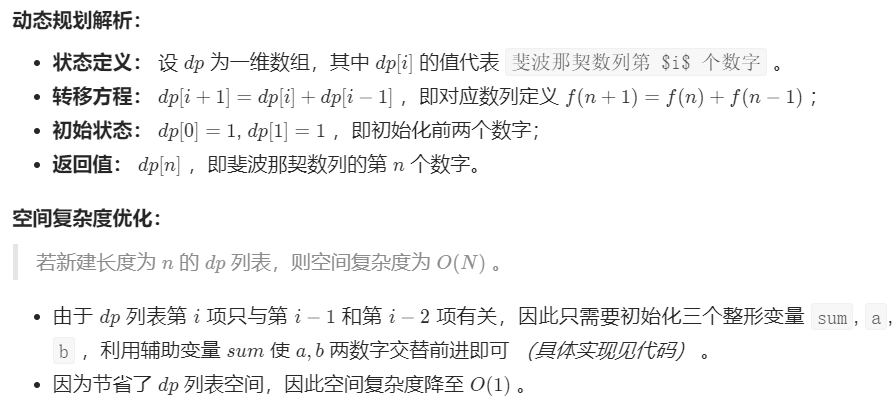 动态规划解析：
• 状态定义： 设 dp 为一维数组，其中 dp[i] 的值代表 斐波那契数列第 $i$ 个数字 。
• 转移方程： dp[i + 1] = dp[i] + dp[i − 1] ，即对应数列定义 f(n + 1) = f(n) + f(n − 1) ；
• 初始状态： dp[0] = 1, dp[1] = 1 ，即初始化前两个数字；
• 返回值： dp[n] ，即斐波那契数列的第 n 个数字。
空间复杂度优化：
若新建长度为 n 的 dp 列表，则空间复杂度为 O(N) 。
• 由于 dp 列表第 i 项只与第 i − 1 和第 i − 2 项有关，因此只需要初始化三个整形变量 sum, a,
b ，利用辅助变量 sum 使 a, b 两数字交替前进即可 （具体实现见代码） 。
• 因为节省了 dp 列表空间，因此空间复杂度降至 O(1) 。